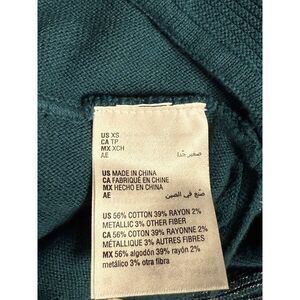 US XS
CA TP
MX XCH
AE صغير جدًا
US MADE IN CHINA
CA FABRIQUÉ EN CHINE
MX HECHO EN CHINA
AE صنع في الصين
US 56% COTTON 39% RAYON 2%
METALLIC 3% OTHER FIBER
CA 56% COTON 39% RAYONNE 2%
MÉTALLIQUE 3% AUTRES FIBRES
MX 56% algodón 39% rayón 2%
metálico 3% otra fibra